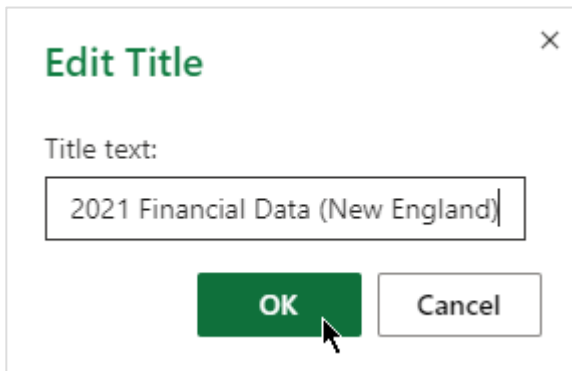 Edit Title
Title text:
2021 Financial Data (New England)
OK
Cancel